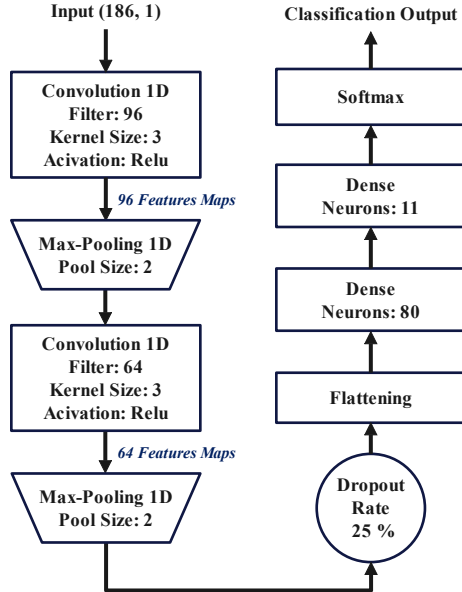 Input (186, 1)
Convolution 1D
Filter: 96
Kernel Size: 3
Acivation: Relu
96 Features Maps
Max-Pooling 1D
Pool Size: 2
Convolution 1D
Filter: 64
Kernel Size: 3
Acivation: Relu
64 Features Maps
Max-Pooling 1D
Pool Size: 2
Dropout
Rate
25 %
Flattening
Dense
Neurons: 80
Dense
Neurons: 11
Softmax
Classification Output